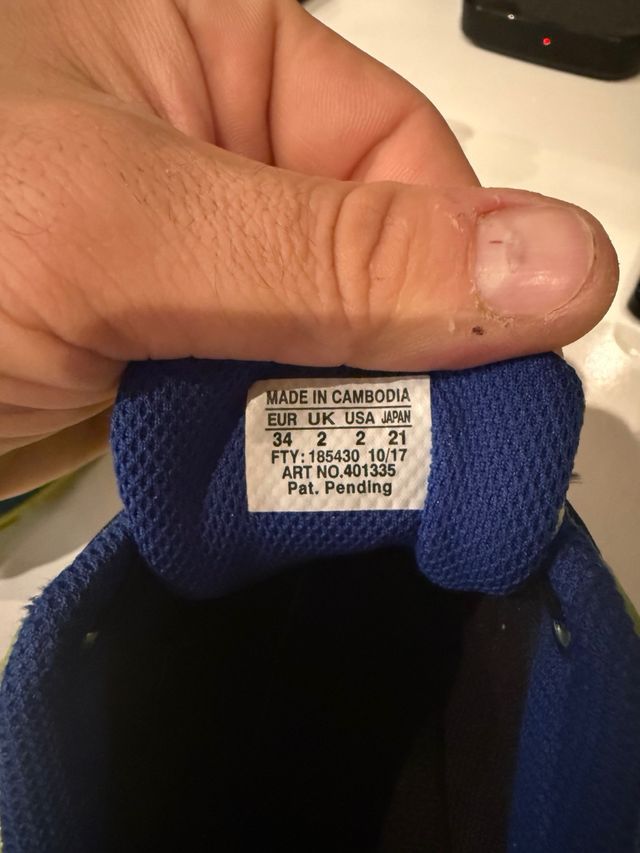 MADE IN CAMBODIA
EUR UK USA JAPAN
34 2 2 21
FTY: 185430 10/17
ART NO.401335
Pat. Pending